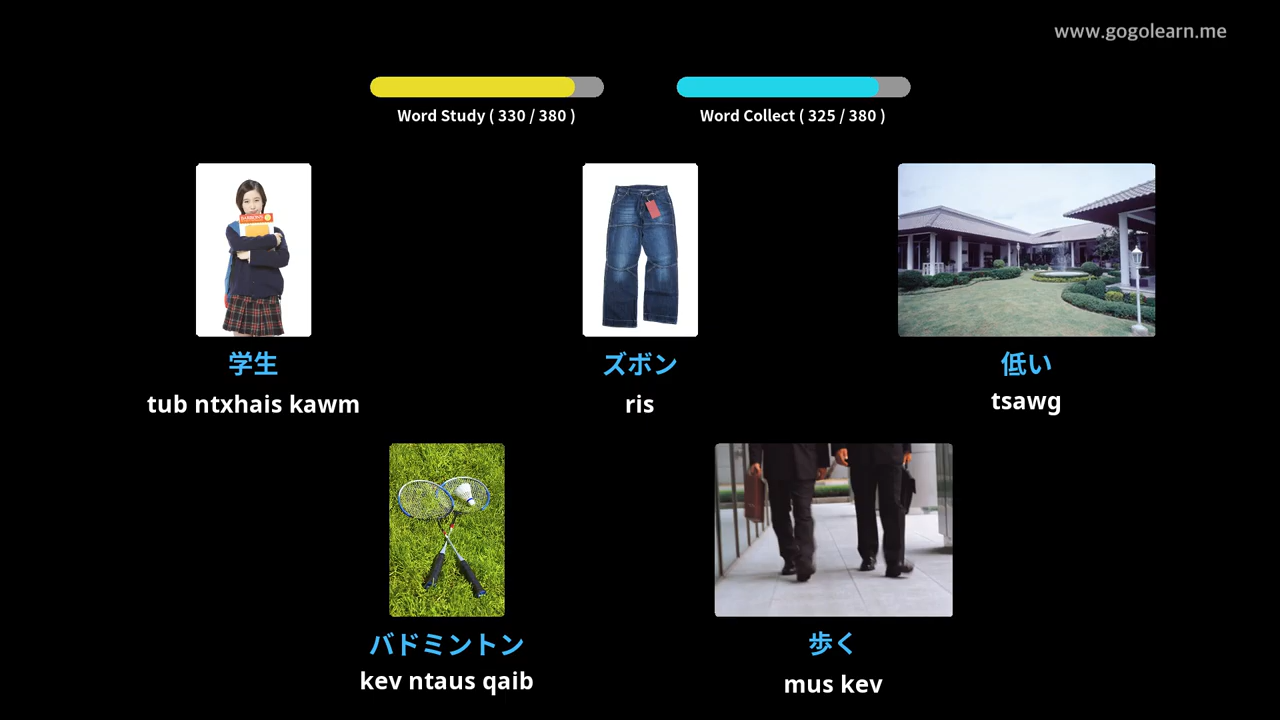 www.gogolearn.me
Word Study ( 330 / 380 )
Word Collect ( 325 / 380 )
学生
tub ntxhais kawm
ズボン
ris
低い
tsawg
バドミントン
kev ntaus qaib
歩く
mus kev